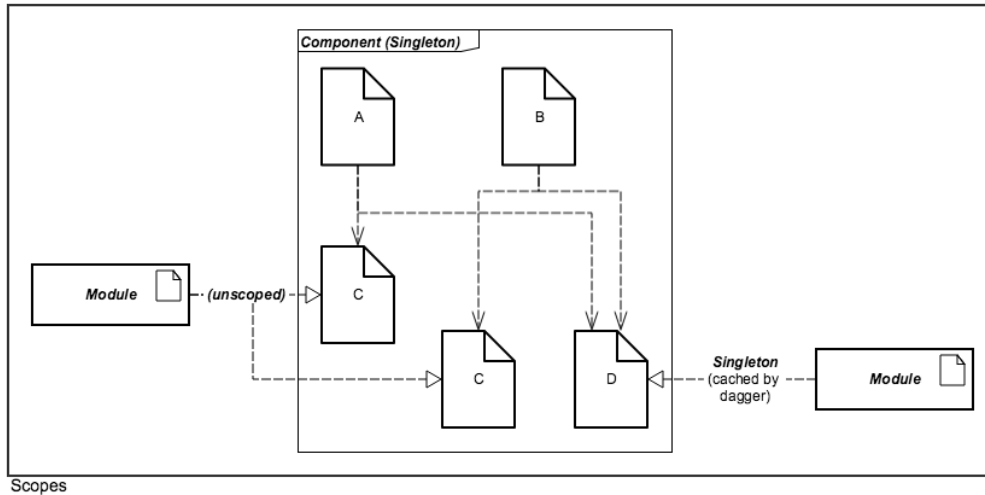 Component (Singleton)
A
B
C
Module
(unscoped)
C
D
Singleton
(cached by
dagger)
Module
Scopes